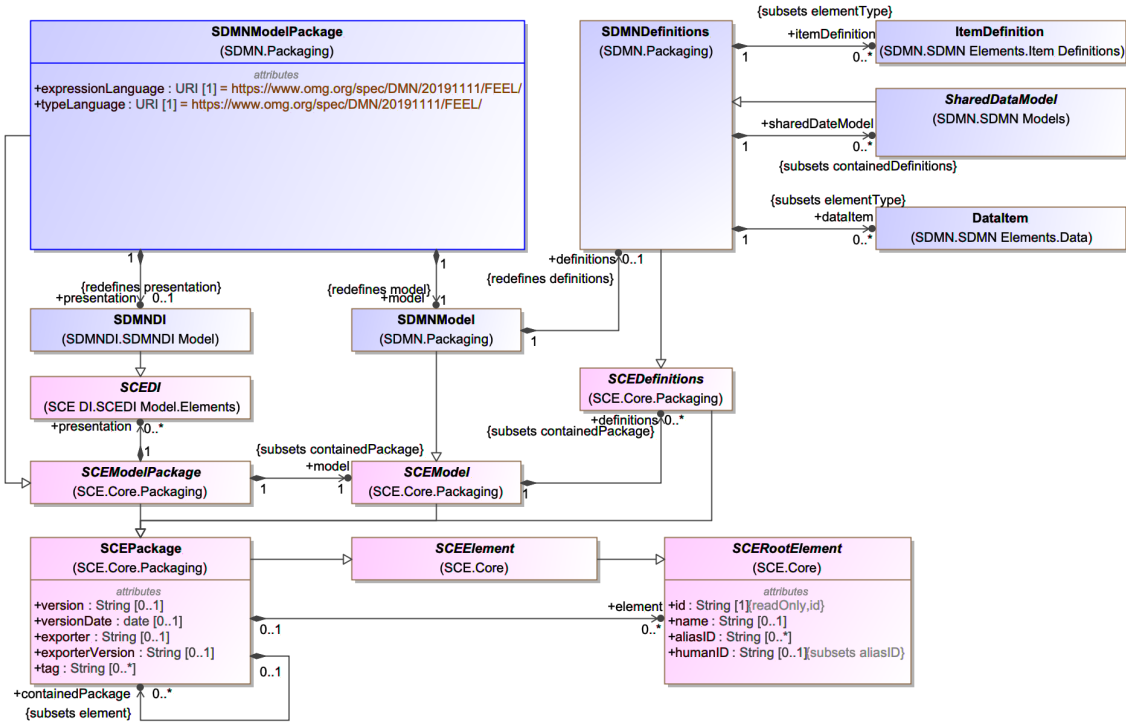 SDMNModelPackage
(SDMN.Packaging)
attributes
+expressionLanguage : URI [1] = https://www.omg.org/spec/DMN/20191111/FEEL/
+typeLanguage : URI [1] = https://www.omg.org/spec/DMN/20191111/FEEL/
SDMNDefinitions
(SDMN.Packaging)
{subsets elementType}
+itemDefinition
1
0..*
ItemDefinition
(SDMN.SDMN Elements.Item Definitions)
SharedDataModel
(SDMN.SDMN Models)
+sharedDateModel
1
0..*
{subsets containedDefinitions}
{subsets elementType}
+dataItem
1
0..*
DataItem
(SDMN.SDMN Elements.Data)
1
{redefines presentation}
+presentation
0..1
1
{redefines model}
+model
1
+definitions
0..1
{redefines definitions}
SDMNDI
(SDMNDI.SDMNDI Model)
SDMNModel
(SDMN.Packaging)
1
SCEDI
(SCE DI.SCEDI Model.Elements)
SCEDefinitions
(SCE.Core.Packaging)
+presentation
0..*
1
+definitions
0..*
{subsets containedPackage}
{subsets containedPackage}
+model
1
1
SCEModelPackage
(SCE.Core.Packaging)
SCEModel
(SCE.Core.Packaging)
1
SCEPackage
(SCE.Core.Packaging)
attributes
+version : String [0..1]
+versionDate : date [0..1]
+exporter : String [0..1]
+exporterVersion : String [0..1]
+tag : String [0..*]
SCEElement
(SCE.Core)
SCERootElement
(SCE.Core)
attributes
+id : String [1]{readOnly,id}
+name : String [0..1]
+aliasID : String [0..*]
+humanID : String [0..1]{subsets aliasID}
+element
0..1
0..*
0..1
+containedPackage
0..*
{subsets element}